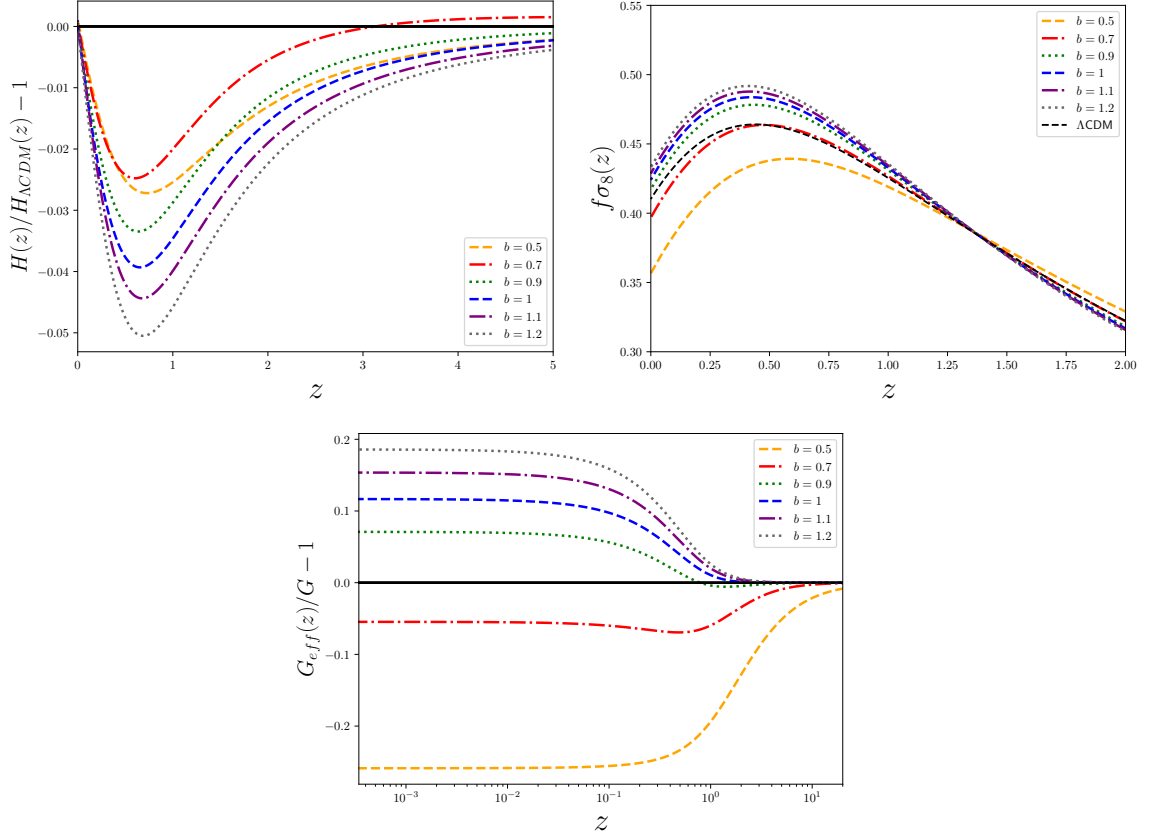 H(z)/H_{ΛCDM}(z) − 1
0.00
−0.01
−0.02
−0.03
−0.04
−0.05
b = 0.5
b = 0.7
b = 0.9
b = 1
b = 1.1
b = 1.2
0 1 2 3 4 5
z
fσ_8(z)
0.55
0.50
0.45
0.40
0.35
0.30
b = 0.5
b = 0.7
b = 0.9
b = 1
b = 1.1
b = 1.2
ΛCDM
0.00 0.25 0.50 0.75 1.00 1.25 1.50 1.75 2.00
z
G_{eff}(z)/G − 1
0.2
0.1
0.0
−0.1
−0.2
b = 0.5
b = 0.7
b = 0.9
b = 1
b = 1.1
b = 1.2
10^{−3} 10^{−2} 10^{−1} 10^{0} 10^{1}
z